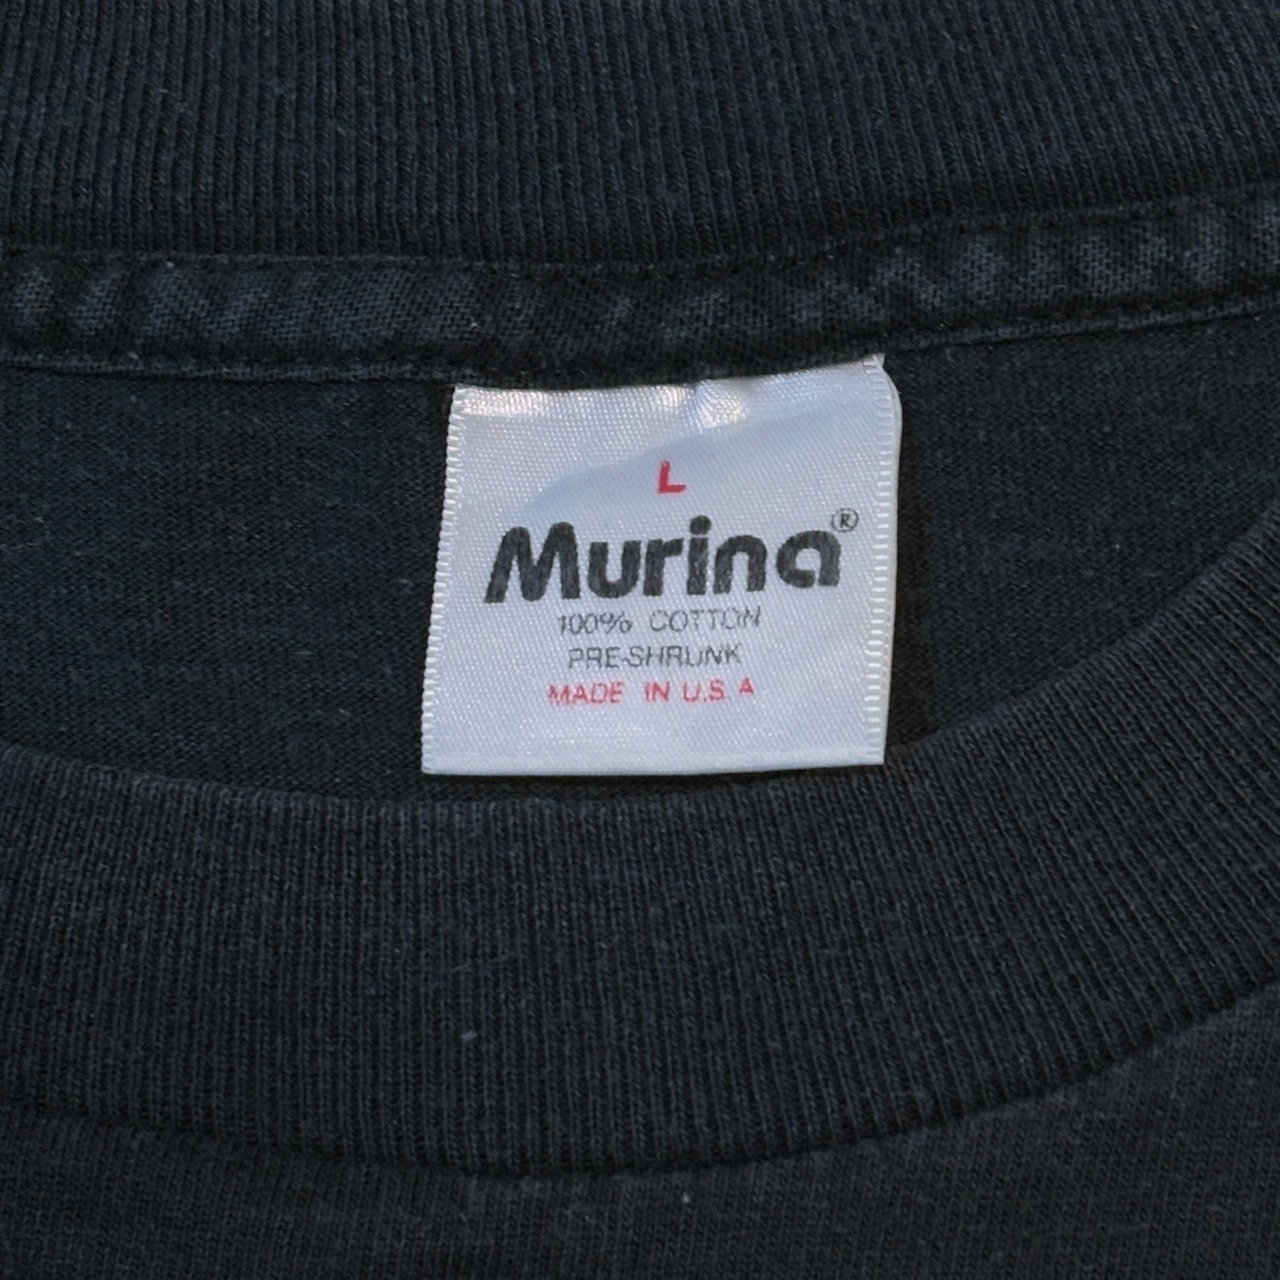 L
Murina®
100% COTTON
PRE-SHRUNK
MADE IN U.S.A